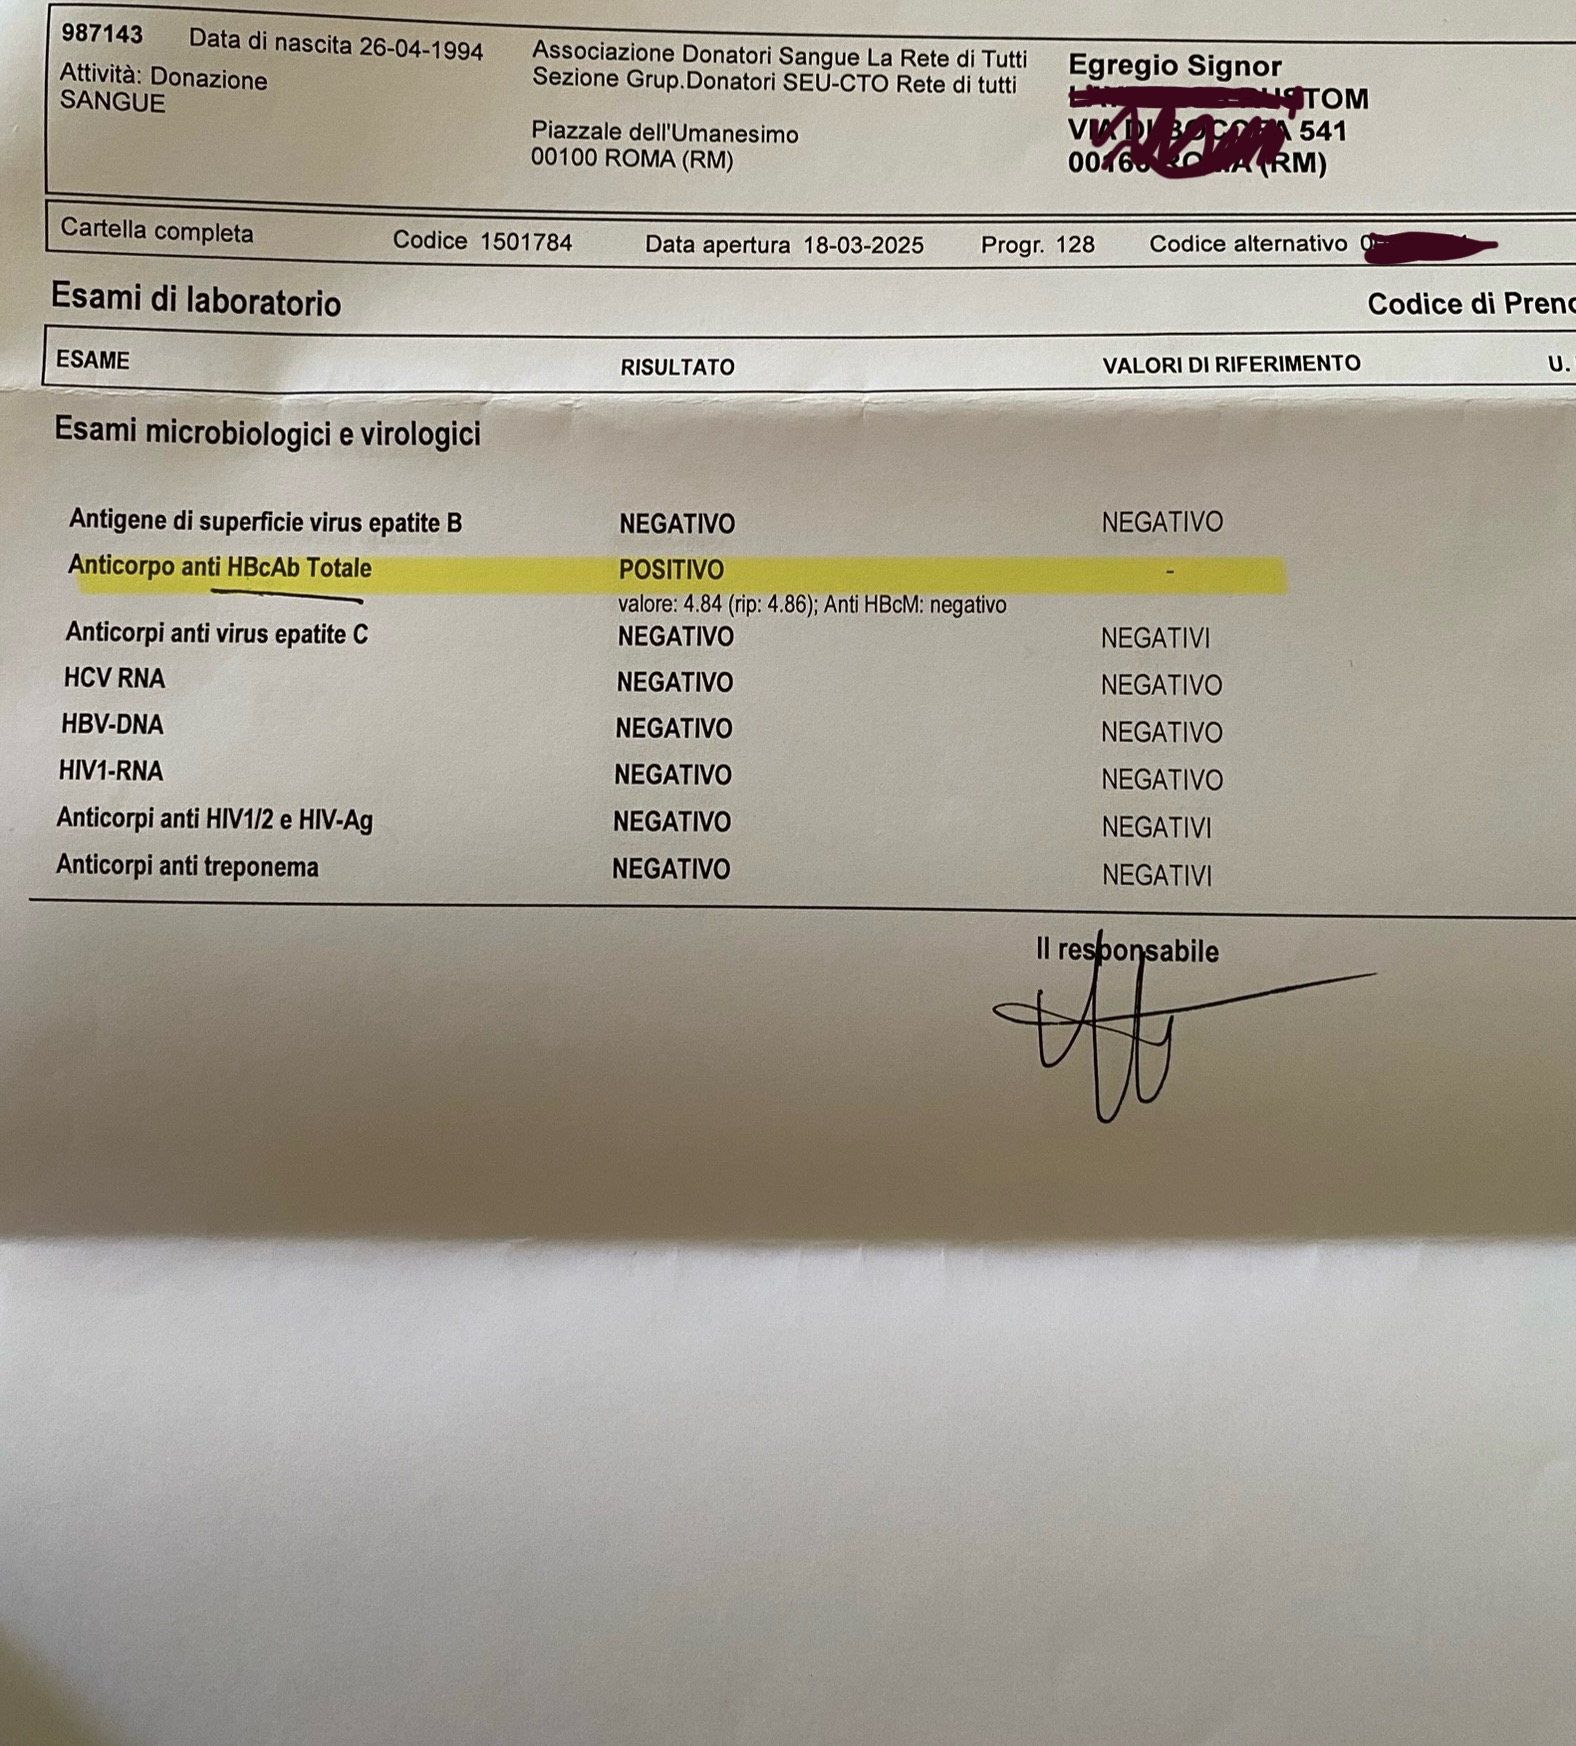 987143 Data di nascita 26-04-1994
Attività: Donazione
SANGUE
Associazione Donatori Sangue La Rete di Tutti
Sezione Grup.Donatori SEU-CTO Rete di tutti
Piazzale dell'Umanesimo
00100 ROMA (RM)
Egregio Signor
TOM
VIA 541
(RM)
Cartella completa Codice 1501784 Data apertura 18-03-2025 Progr. 128 Codice alternativo
Esami di laboratorio Codice di
ESAME RISULTATO VALORI DI RIFERIMENTO U.
Esami microbiologici e virologici
Antigene di superficie virus epatite B NEGATIVO NEGATIVO
Anticorpo anti HBcAb Totale POSITIVO -
valore: 4.84 (rip: 4.86); Anti HBcM: negativo
Anticorpi anti virus epatite C NEGATIVO NEGATIVI
HCV RNA NEGATIVO NEGATIVO
HBV-DNA NEGATIVO NEGATIVO
HIV1-RNA NEGATIVO NEGATIVO
Anticorpi anti HIV1/2 e HIV-Ag NEGATIVO NEGATIVI
Anticorpi anti treponema NEGATIVO NEGATIVI
Il responsabile